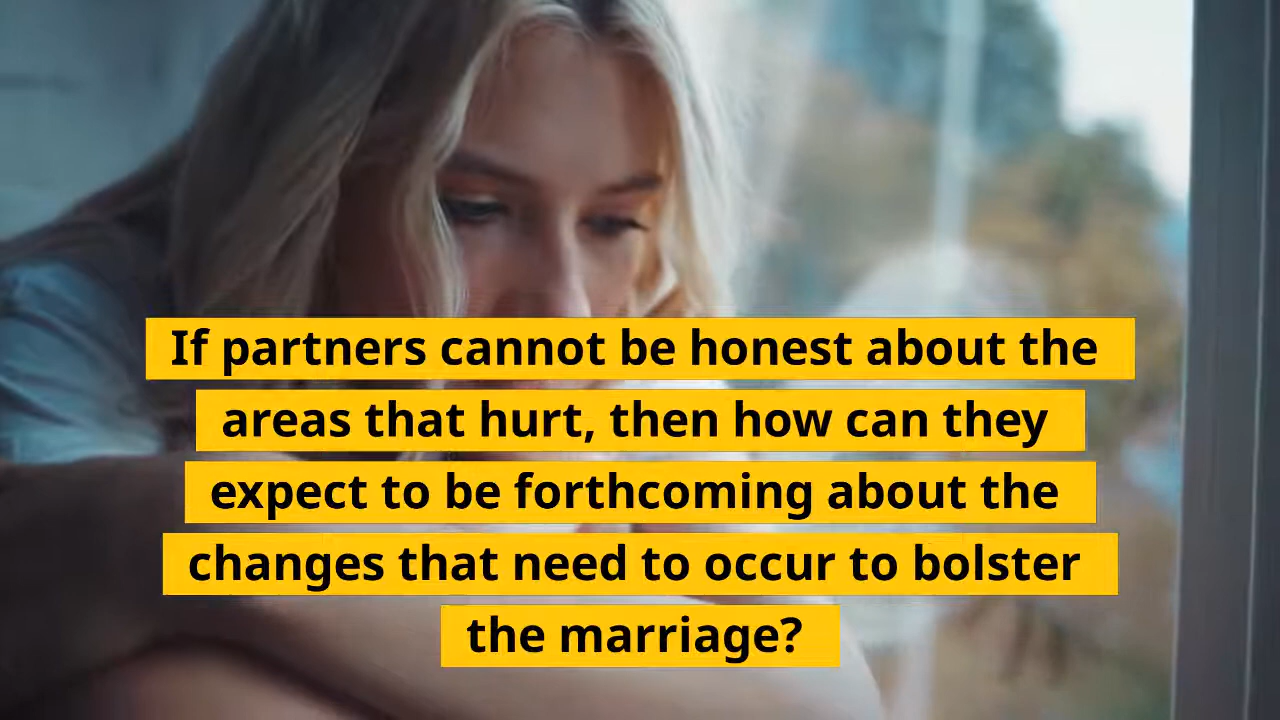 If partners cannot be honest about the
areas that hurt, then how can they
expect to be forthcoming about the
changes that need to occur to bolster
the marriage?